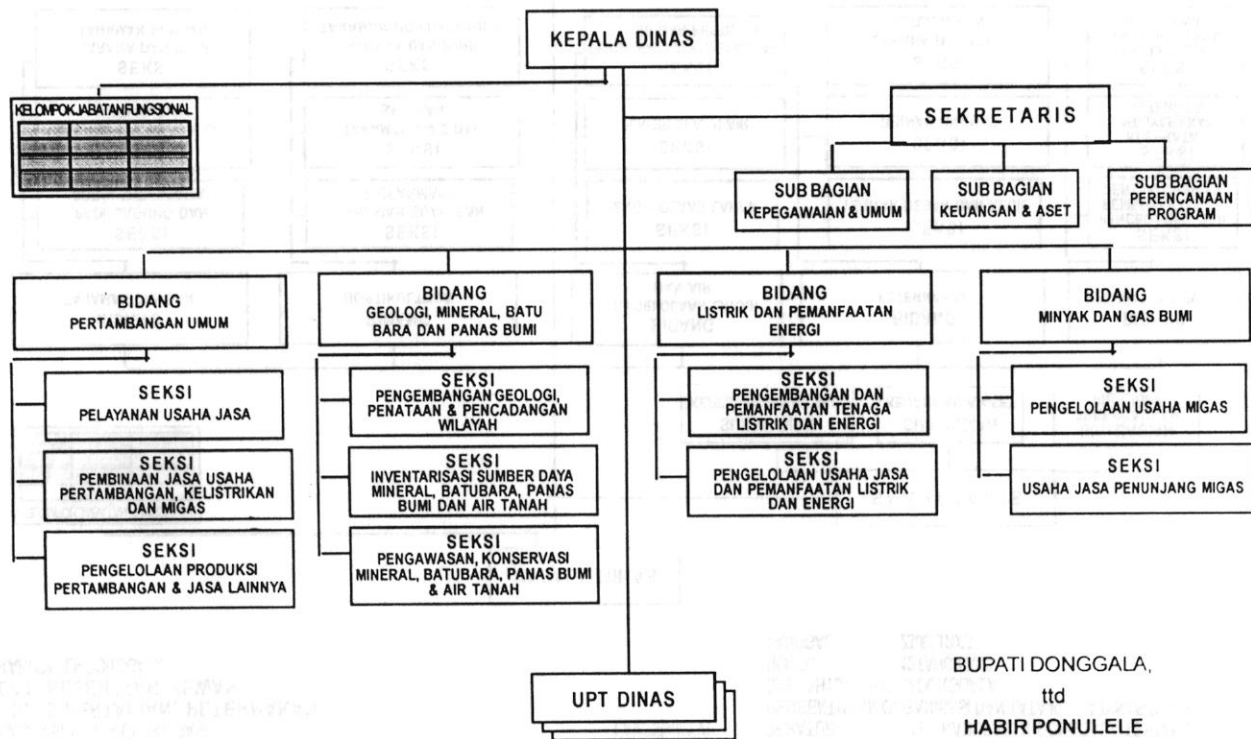 KEPALA DINAS
KELOMPOKJABATANFUNGSIONAL
SEKRETARIS
SUB BAGIAN
KEPEGAWAIAN & UMUM
SUB BAGIAN
KEUANGAN & ASET
SUB BAGIAN
PERENCANAAN
PROGRAM
BIDANG
PERTAMBANGAN UMUM
BIDANG
GEOLOGI, MINERAL, BATU
BARA DAN PANAS BUMI
BIDANG
LISTRIK DAN PEMANFAATAN
ENERGI
BIDANG
MINYAK DAN GAS BUMI
SEKSI
PELAYANAN USAHA JASA
SEKSI
PEMBINAAN JASA USAHA
PERTAMBANGAN, KELISTRIKAN
DAN MIGAS
SEKSI
PENGELOLAAN PRODUKSI
PERTAMBANGAN & JASA LAINNYA
SEKSI
PENGEMBANGAN GEOLOGI,
PENATAAN & PENCADANGAN
WILAYAH
SEKSI
INVENTARISASI SUMBER DAYA
MINERAL, BATUBARA, PANAS
BUMI DAN AIR TANAH
SEKSI
PENGAWASAN, KONSERVASI
MINERAL, BATUBARA, PANAS BUMI
& AIR TANAH
SEKSI
PENGEMBANGAN DAN
PEMANFAATAN TENAGA
LISTRIK DAN ENERGI
SEKSI
PENGELOLAAN USAHA JASA
DAN PEMANFAATAN LISTRIK
DAN ENERGI
SEKSI
PENGELOLAAN USAHA MIGAS
SEKSI
USAHA JASA PENUNJANG MIGAS
UPT DINAS
BUPATI DONGGALA,
ttd
HABIR PONULELE